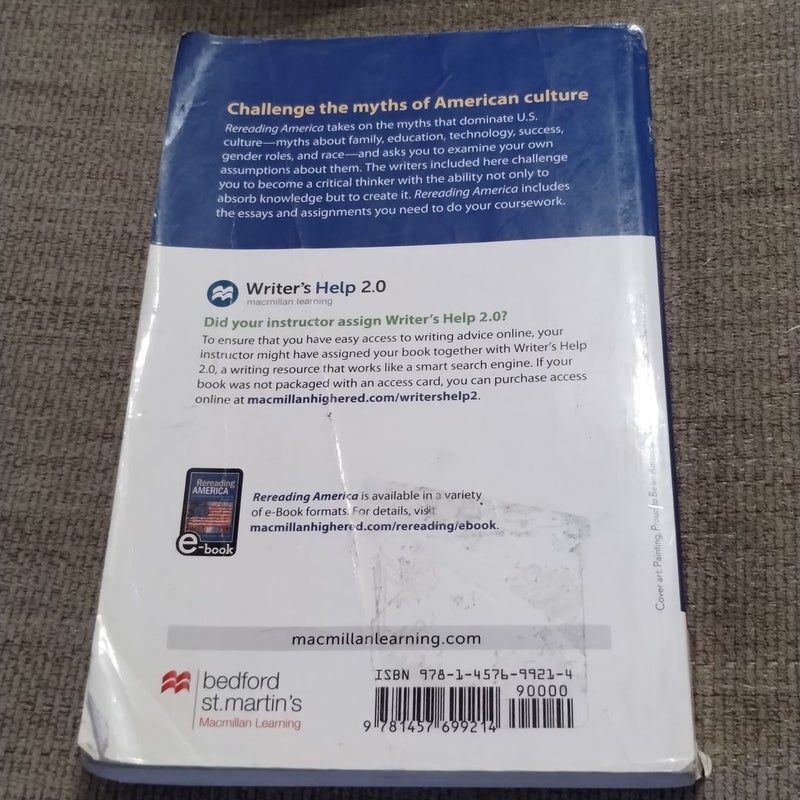 Challenge the myths of American culture
Rereading America takes on the myths that dominate U.S.
culture—myths about family, education, technology, success,
gender roles, and race—and asks you to examine your own
assumptions about them. The writers included here challenge
you to become a critical thinker with the ability not only to
absorb knowledge but to create it. Rereading America includes
the essays and assignments you need to do your coursework.
Writer's Help 2.0
macmillan learning
Did your instructor assign Writer's Help 2.0?
To ensure that you have easy access to writing advice online, your
instructor might have assigned your book together with Writer's Help
2.0, a writing resource that works like a smart search engine. If your
book was not packaged with an access card, you can purchase access
online at macmillanhighered.com/writershelp2.
Rereading
AMERICA
e-book
Rereading America is available in a variety
of e-Book formats. For details, visit
macmillanhighered.com/rereading/ebook.
Cover art: Painting, Proud to Be an
macmillanlearning.com
bedford
st.martin's
Macmillan Learning
ISBN 978-1-4576-9921-4
90000
9 781457 699214